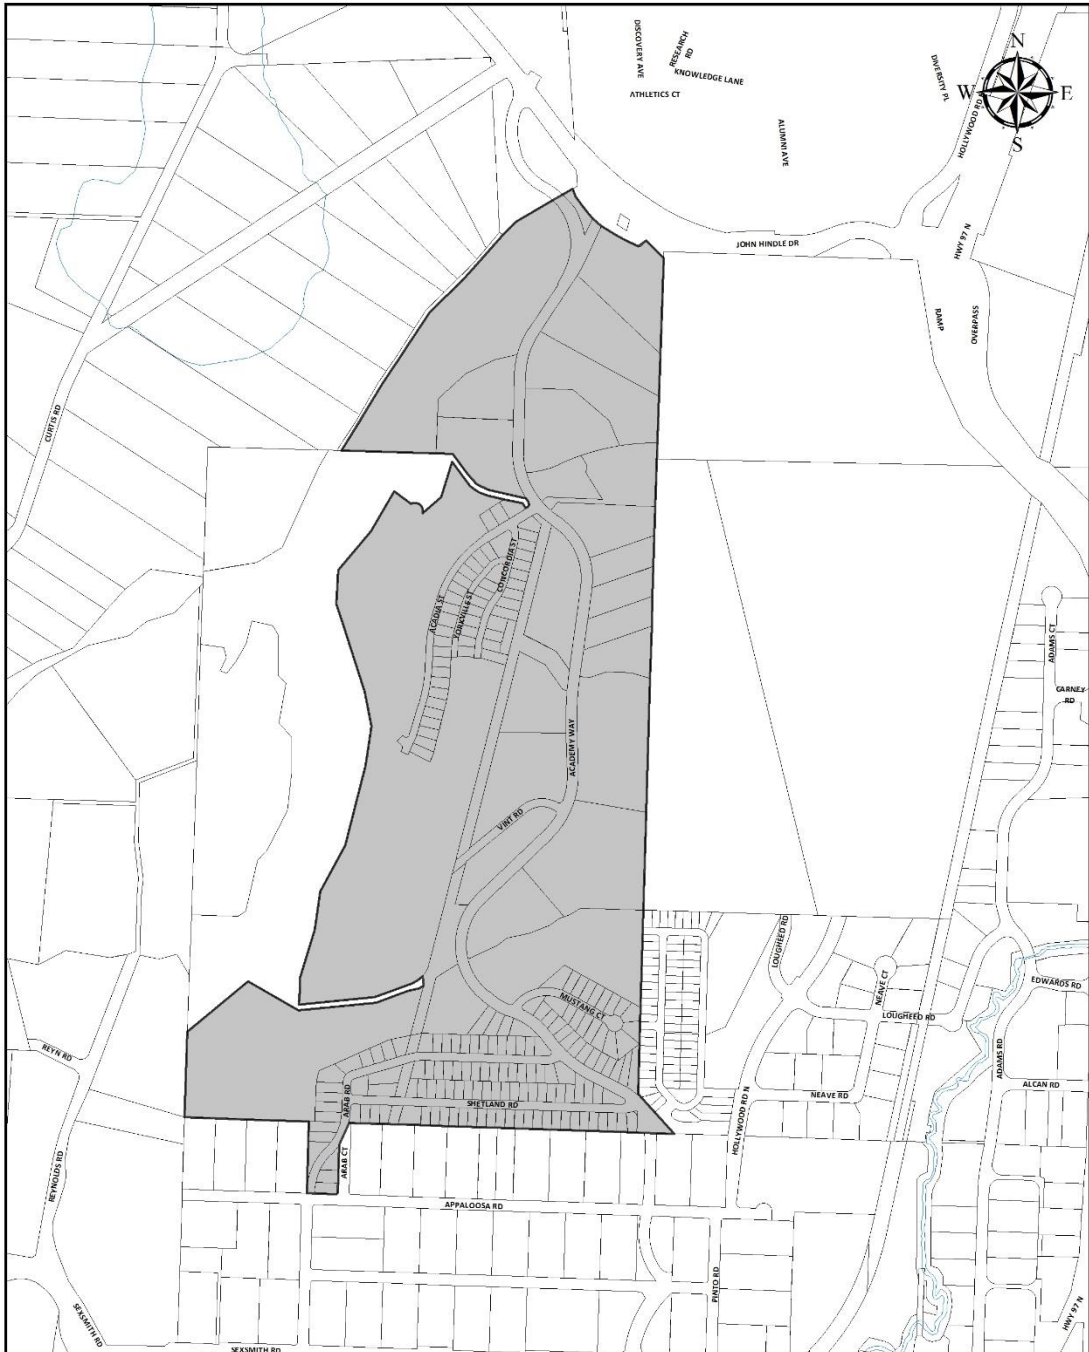 DISCOVERY AVE
RESEARCH
RD
KNOWLEDGE LANE
ATHLETICS CT
DIVERSITY PL
N
W
E
S
HOLLYWOOD RD N
ALUMNI AVE
JOHN HINDLE DR
HWY 97 N
RAMP
OVERPASS
CURTIS RD
CONCORDIA ST
ACADIA ST
YORKVILLE ST
ADAMS CT
CARNEY
RD
ACADEMY WAY
VINT RD
LOUGHEED RD
NEAVE CT
EDWARDS RD
MUSTANG CT
LOUGHEED RD
REYN RD
ADAMS RD
ALCAN RD
ARAB RD
SHETLAND RD
NEAVE RD
HOLLYWOOD RD N
REYNOLDS RD
ARAB CT
APPALOOSA RD
PINTO RD
SEXSMITH RD
HWY 97 N
SEXSMITH RD